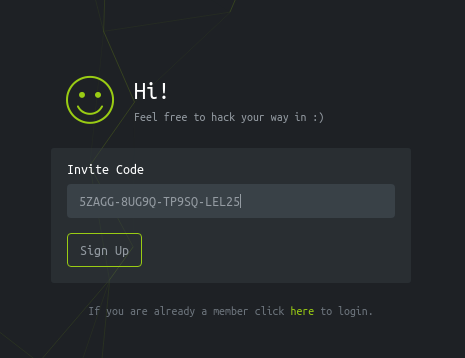 Hi!
Feel free to hack your way in :)
Invite Code
5ZAGG-8UG9Q-TP9SQ-LEL25
Sign Up
If you are already a member click here to login.